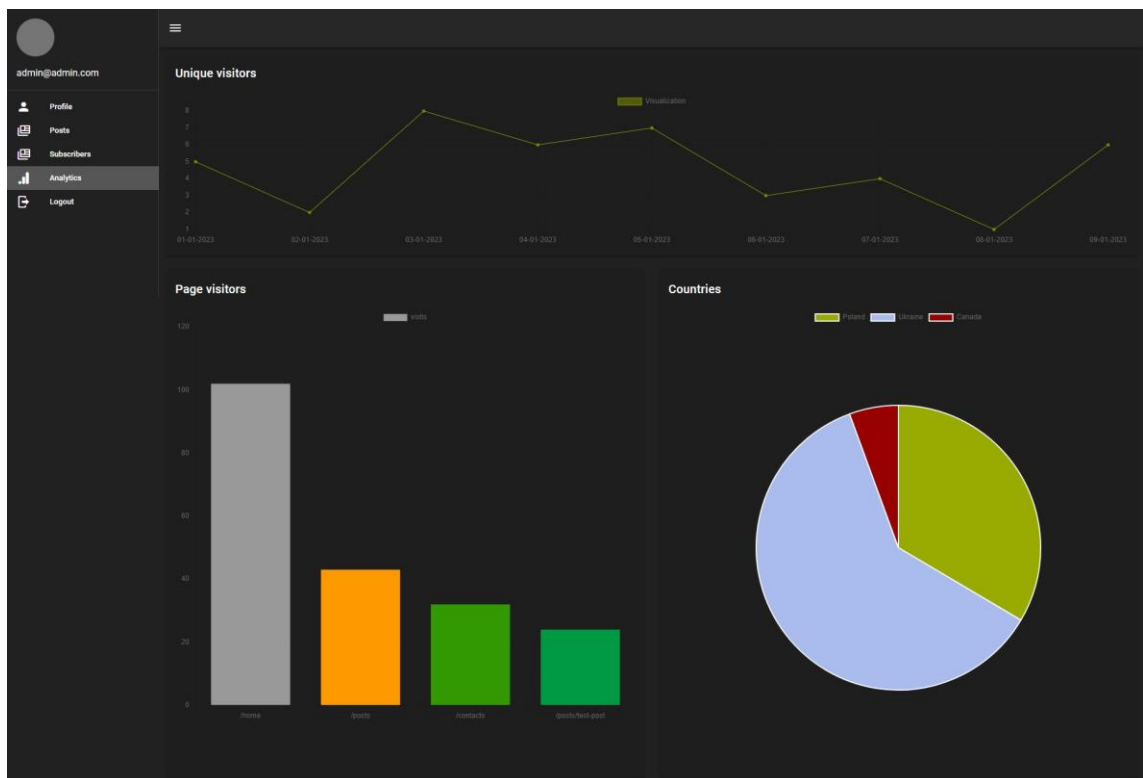 admin@admin.com
Profile
Posts
Subscribers
Analytics
Logout
Unique visitors
Visualization
8
7
6
5
4
3
2
1
01-01-2023 02-01-2023 03-01-2023 04-01-2023 05-01-2023 06-01-2023 07-01-2023 08-01-2023 09-01-2023
Page visitors
visits
120
100
80
60
40
20
0
/home /posts /contacts /posts/test-post
Countries
Poland Ukraine Canada